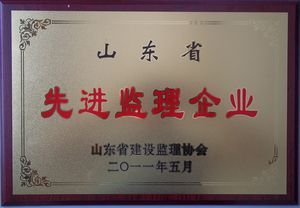 山东省
先进监理企业
山东省建设监理协会
二〇一一年五月